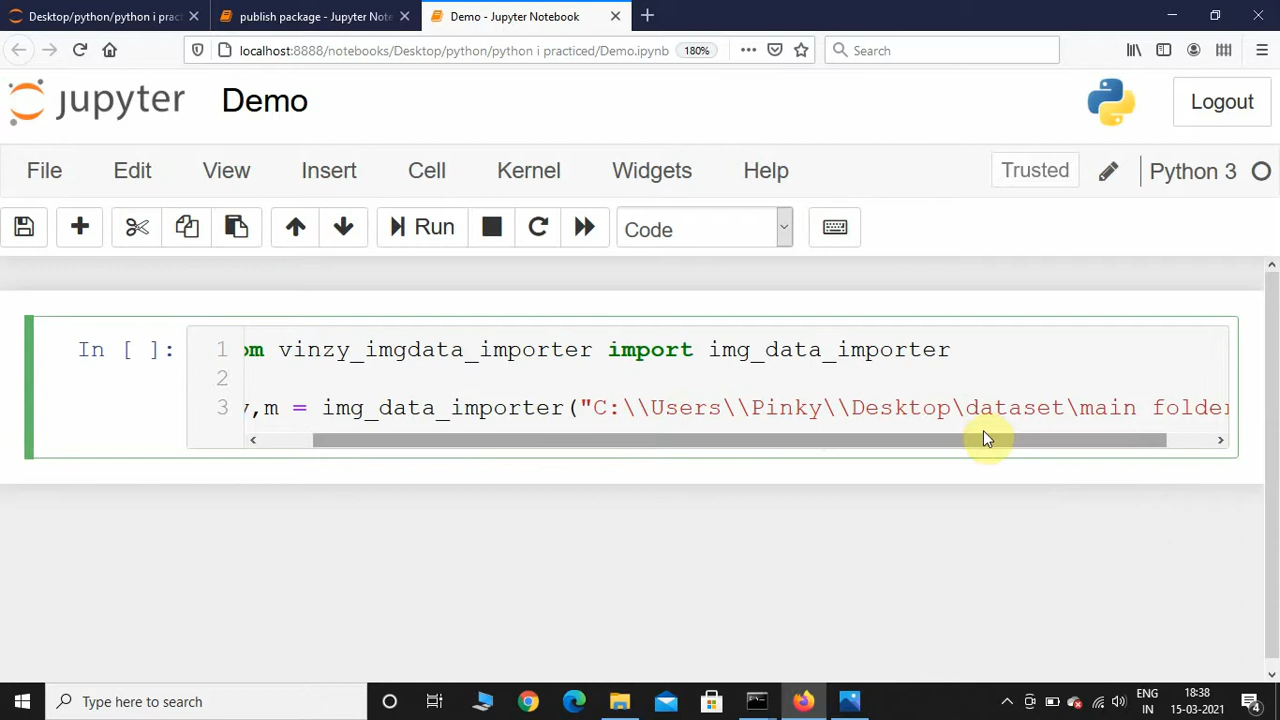 Desktop/python/python i pract
publish package - Jupyter Note
Demo - Jupyter Notebook
localhost:8888/notebooks/Desktop/python/python i practiced/Demo.ipynb
180%
Search
jupyter
Demo
Logout
File
Edit
View
Insert
Cell
Kernel
Widgets
Help
Trusted
Python 3
Run
Code
In [ ]:
1 om vinzy_imgdata_importer import img_data_importer
2
3 y,m = img_data_importer("C:\\Users\\Pinky\\Desktop\dataset\main folder
Type here to search
ENG
IN
18:38
15-03-2021
4